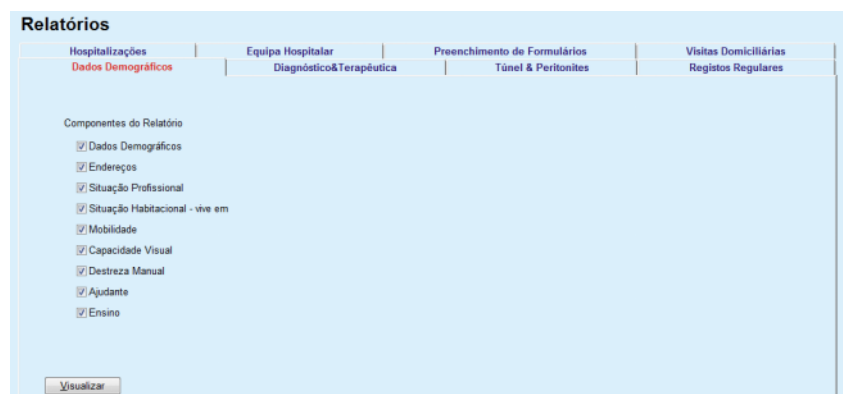 Relatórios
Hospitalizações Equipa Hospitalar Preenchimento de Formulários Visitas Domiciliárias
Dados Demográficos Diagnóstico&Terapêutica Túnel & Peritonites Registos Regulares
Componentes do Relatório
Dados Demográficos
Endereços
Situação Profissional
Situação Habitacional - vive em
Mobilidade
Capacidade Visual
Destreza Manual
Ajudante
Ensino
Visualizar